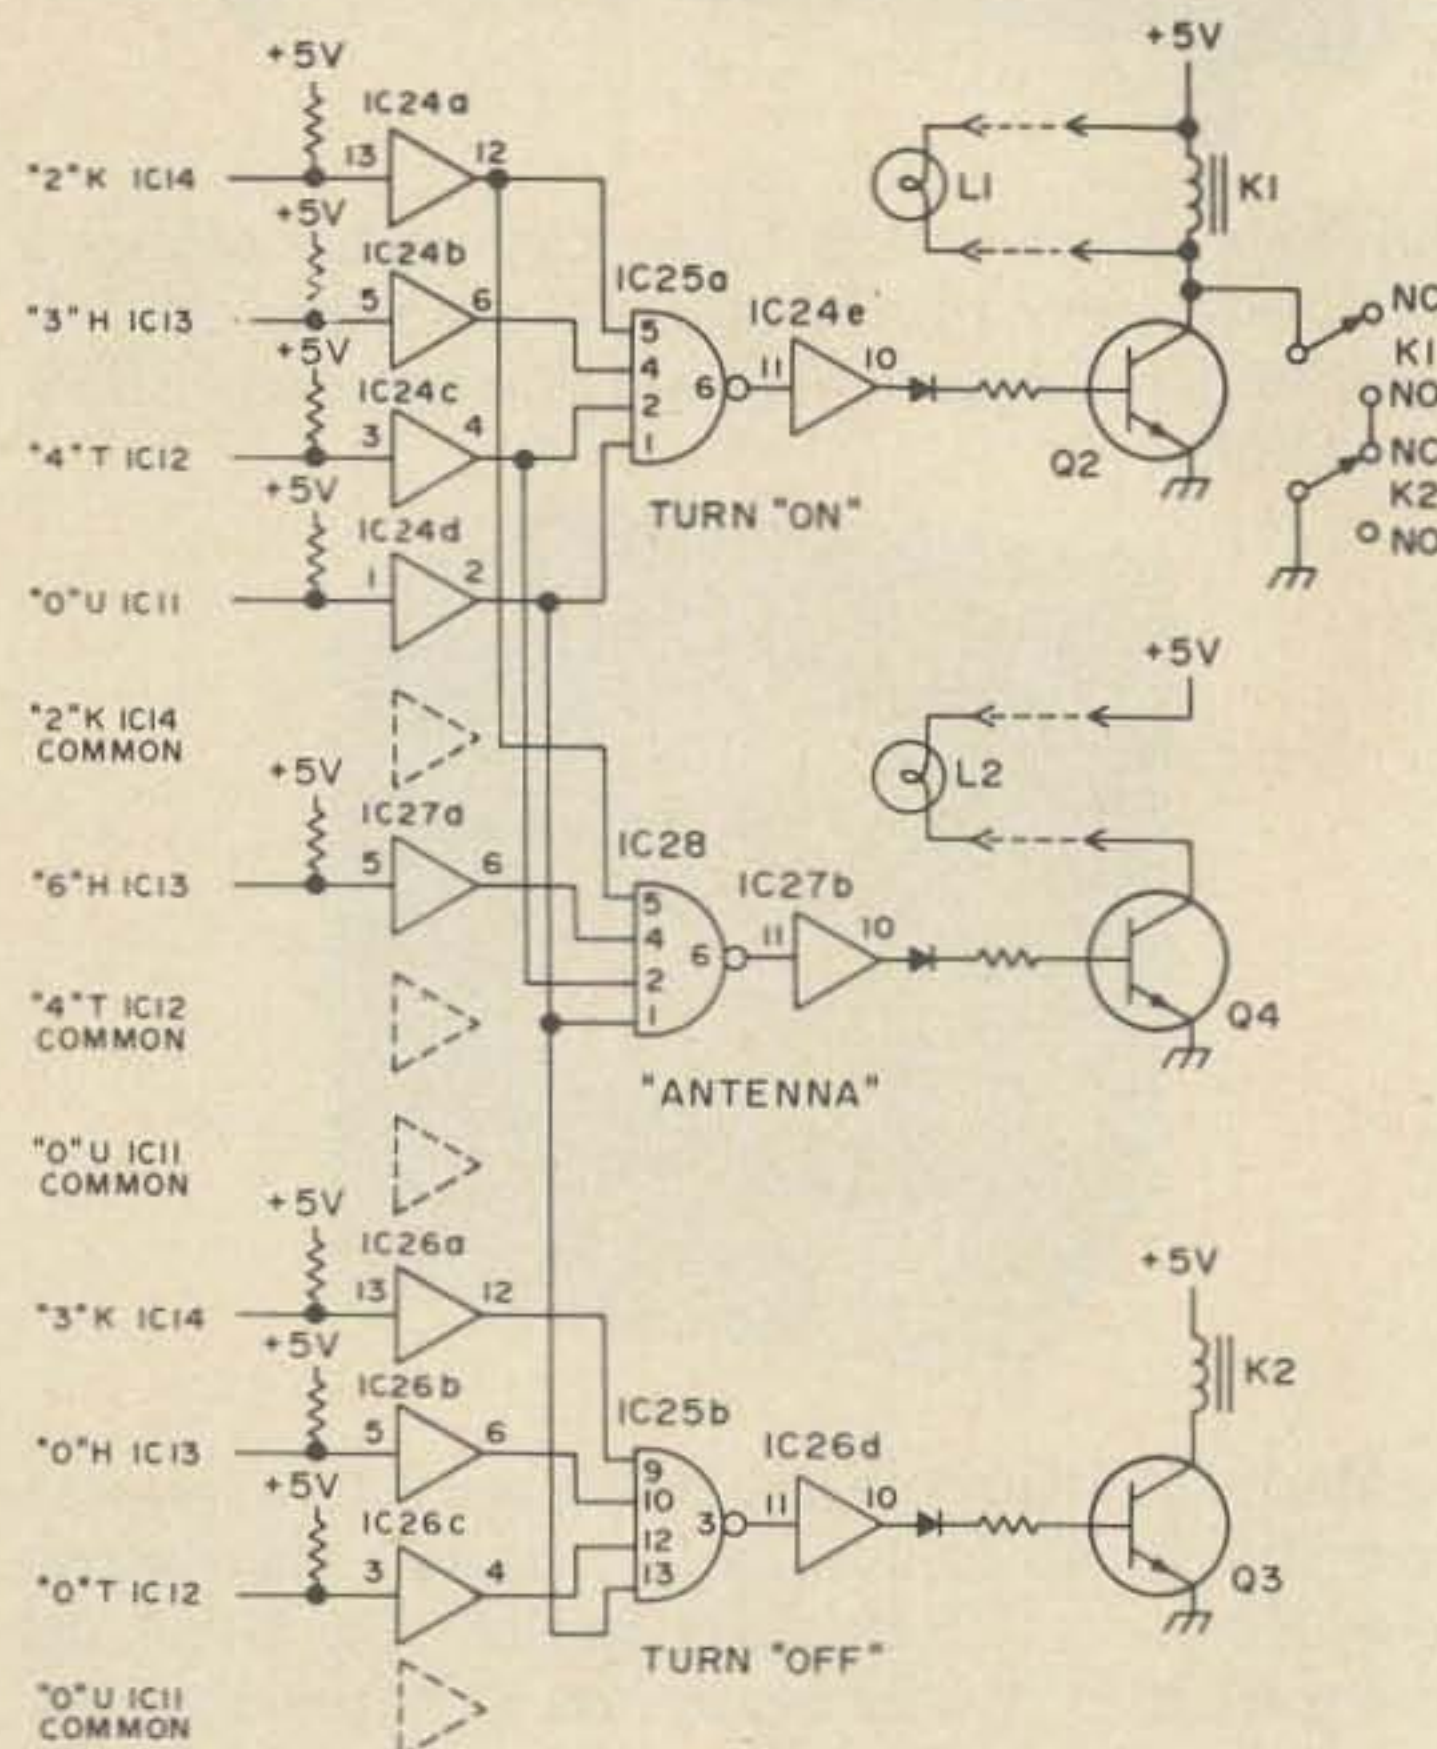 +5V
IC24a
"2"K IC14
13
12
+5V
IC24b
"3"H IC13
5
6
+5V
IC24c
"4"T IC12
3
4
+5V
IC24d
"0"U IC11
1
2
IC25a
5
4
2
1
6
IC24e
11
10
TURN "ON"
+5V
L1
K1
Q2
NC
K1
NO
NC
K2
NO
"2"K IC14
COMMON
+5V
IC27a
"6"H IC13
5
6
"4"T IC12
COMMON
"0"U IC11
COMMON
IC28
5
4
2
1
6
IC27b
11
10
"ANTENNA"
+5V
L2
Q4
+5V
IC26a
"3"K IC14
13
12
+5V
IC26b
"0"H IC13
5
6
+5V
IC26c
"0"T IC12
3
4
"0"U IC11
COMMON
IC25b
9
10
12
13
3
IC26d
11
10
TURN "OFF"
+5V
K2
Q3